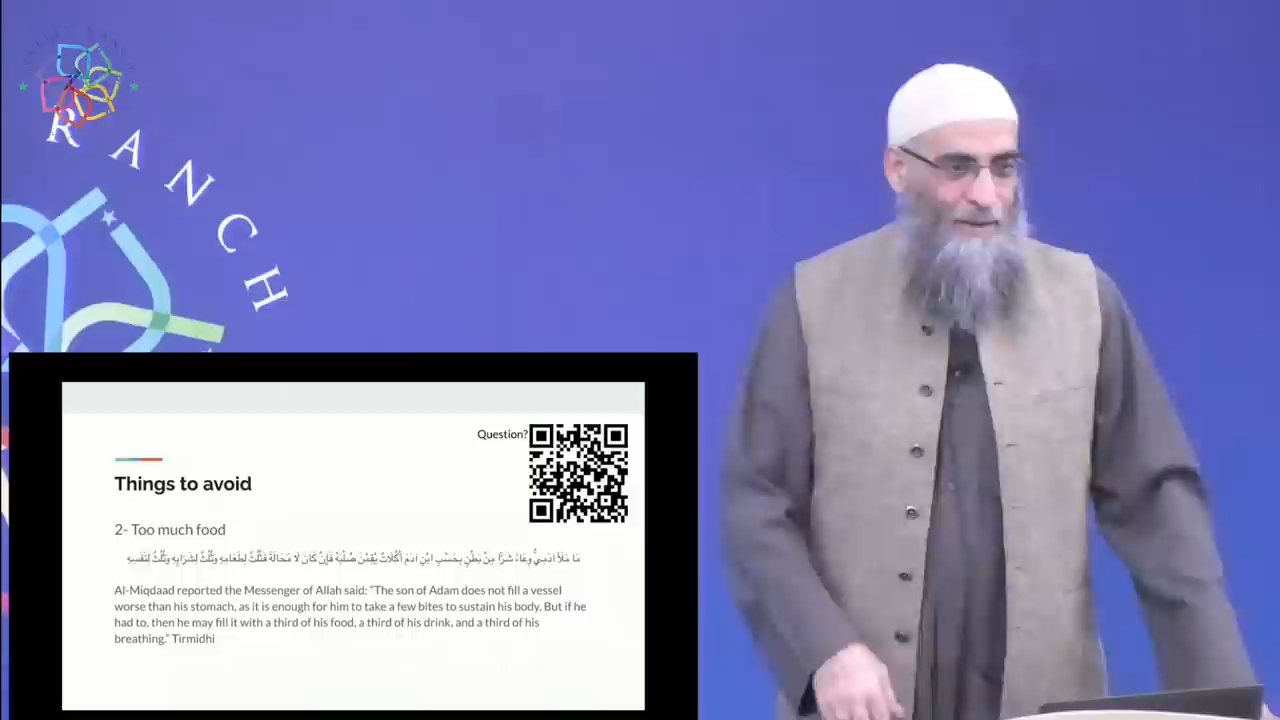 RANCH
Question?
Things to avoid
2- Too much food
مَا مَلَأَ آدَمِيٌّ وِعَاءً شَرًّا مِنْ بَطْنٍ بِحَسْبِ ابْنِ آدَمَ أُكُلَاتٌ يُقِمْنَ صُلْبَهُ فَإِنْ كَانَ لَا مَحَالَةَ فَثُلُثٌ لِطَعَامِهِ وَثُلُثٌ لِشَرَابِهِ وَثُلُثٌ لِنَفَسِهِ
Al-Miqdaad reported the Messenger of Allah said: “The son of Adam does not fill a vessel
worse than his stomach, as it is enough for him to take a few bites to sustain his body. But if he
had to, then he may fill it with a third of his food, a third of his drink, and a third of his
breathing.” Tirmidhi